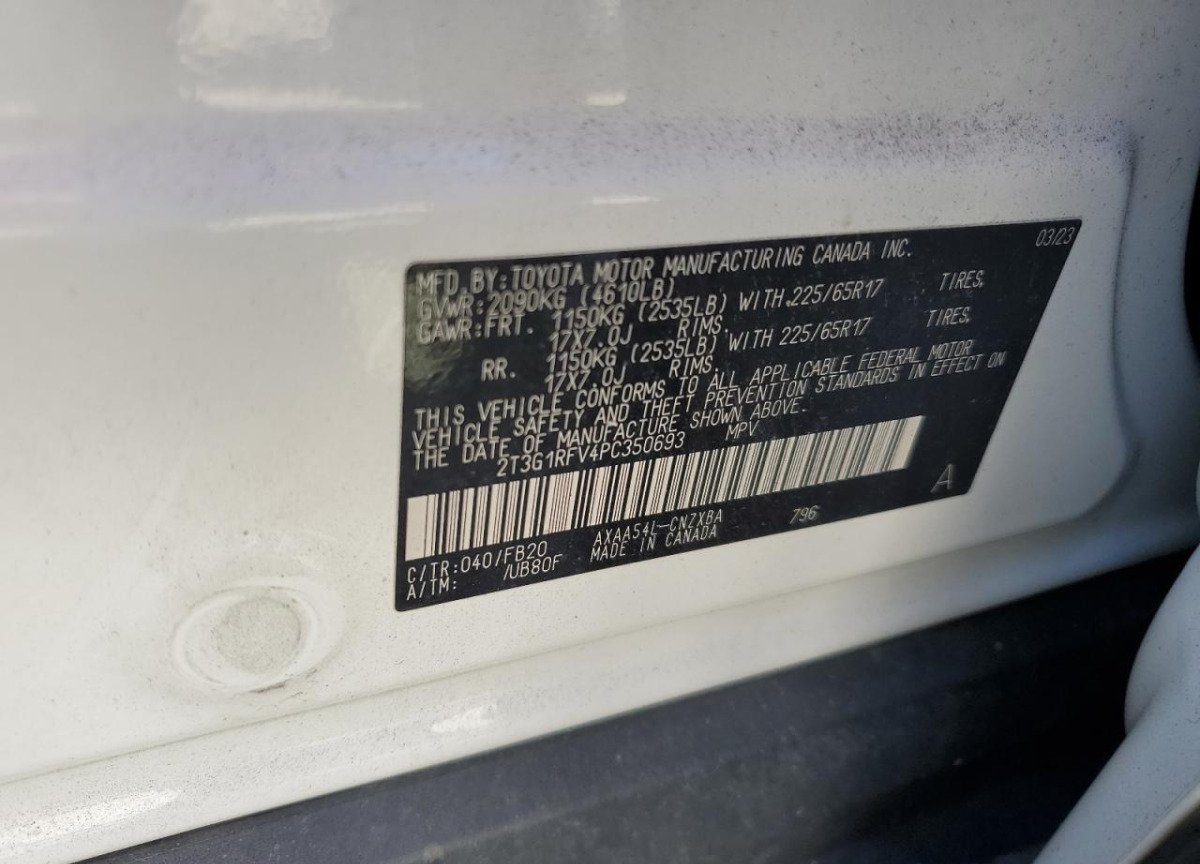 03/23
MFD. BY: TOYOTA MOTOR MANUFACTURING CANADA INC.
GVWR: 2090KG (4610LB)
GAWR: FRT. 1150KG (2535LB) WITH 225/65R17 TIRES,
17X7.0J RIMS.
RR. 1150KG (2535LB) WITH 225/65R17 TIRES,
17X7.0J RIMS.
THIS VEHICLE CONFORMS TO ALL APPLICABLE FEDERAL MOTOR
VEHICLE SAFETY AND THEFT PREVENTION STANDARDS IN EFFECT ON
THE DATE OF MANUFACTURE SHOWN ABOVE.
2T3G1RFV4PC350693 MPV
A
C/TR: 040/FB20 AXAA54L-CNZXBA 796
A/TM: /UB80F MADE IN CANADA